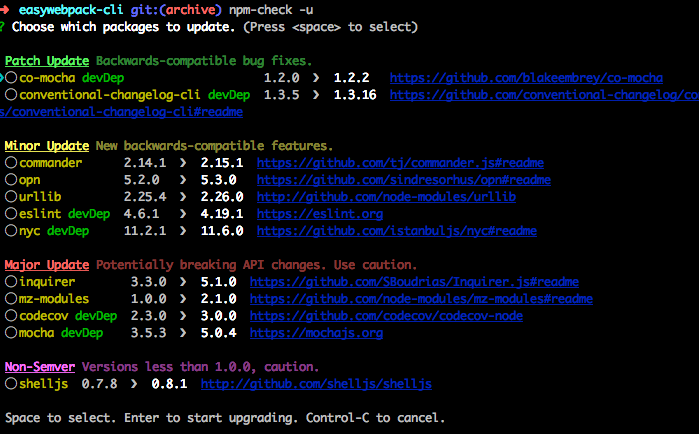 ➜ easywebpack-cli git:(archive) npm-check -u
? Choose which packages to update. (Press <space> to select)
Patch Update Backwards-compatible bug fixes.
❯◯ co-mocha devDep 1.2.0 ❯ 1.2.2 https://github.com/blakeembrey/co-mocha
◯ conventional-changelog-cli devDep 1.3.5 ❯ 1.3.16 https://github.com/conventional-changelog/co
s/conventional-changelog-cli#readme
Minor Update New backwards-compatible features.
◯ commander 2.14.1 ❯ 2.15.1 https://github.com/tj/commander.js#readme
◯ opn 5.2.0 ❯ 5.3.0 https://github.com/sindresorhus/opn#readme
◯ urllib 2.25.4 ❯ 2.26.0 http://github.com/node-modules/urllib
◯ eslint devDep 4.6.1 ❯ 4.19.1 https://eslint.org
◯ nyc devDep 11.2.1 ❯ 11.6.0 https://github.com/istanbuljs/nyc#readme
Major Update Potentially breaking API changes. Use caution.
◯ inquirer 3.3.0 ❯ 5.1.0 https://github.com/SBoudrias/Inquirer.js#readme
◯ mz-modules 1.0.0 ❯ 2.1.0 https://github.com/node-modules/mz-modules#readme
◯ codecov devDep 2.3.0 ❯ 3.0.0 https://github.com/codecov/codecov-node
◯ mocha devDep 3.5.3 ❯ 5.0.4 https://mochajs.org
Non-Semver Versions less than 1.0.0, caution.
◯ shelljs 0.7.8 ❯ 0.8.1 http://github.com/shelljs/shelljs
Space to select. Enter to start upgrading. Control-C to cancel.